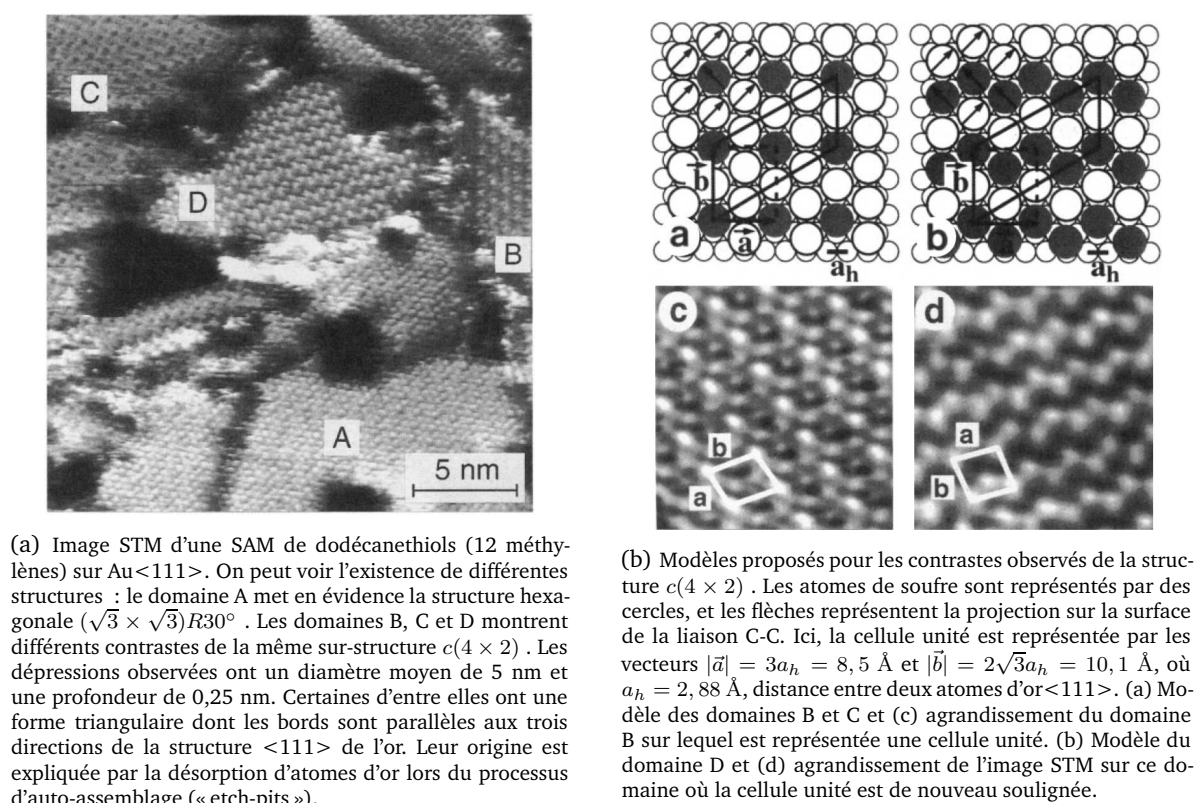 C
D
B
A
5 nm
(a) Image STM d'une SAM de dodécanethiols (12 méthy-
lènes) sur Au<111>. On peut voir l'existence de différentes
structures : le domaine A met en évidence la structure hexa-
gonale (√3 × √3)R30° . Les domaines B, C et D montrent
différents contrastes de la même sur-structure c(4 × 2) . Les
dépressions observées ont un diamètre moyen de 5 nm et
une profondeur de 0,25 nm. Certaines d'entre elles ont une
forme triangulaire dont les bords sont parallèles aux trois
directions de la structure <111> de l'or. Leur origine est
expliquée par la désorption d'atomes d'or lors du processus
d'auto-assemblage (« etch-pits »).
b
a
a
a_h
b
b
a_h
c
b
a
d
a
b
(b) Modèles proposés pour les contrastes observés de la struc-
ture c(4 × 2) . Les atomes de soufre sont représentés par des
cercles, et les flèches représentent la projection sur la surface
de la liaison C-C. Ici, la cellule unité est représentée par les
vecteurs |a⃗| = 3a_h = 8, 5 Å et |b⃗| = 2√3a_h = 10, 1 Å, où
a_h = 2, 88 Å, distance entre deux atomes d'or<111>. (a) Mo-
dèle des domaines B et C et (c) agrandissement du domaine
B sur lequel est représentée une cellule unité. (b) Modèle du
domaine D et (d) agrandissement de l'image STM sur ce do-
maine où la cellule unité est de nouveau soulignée.